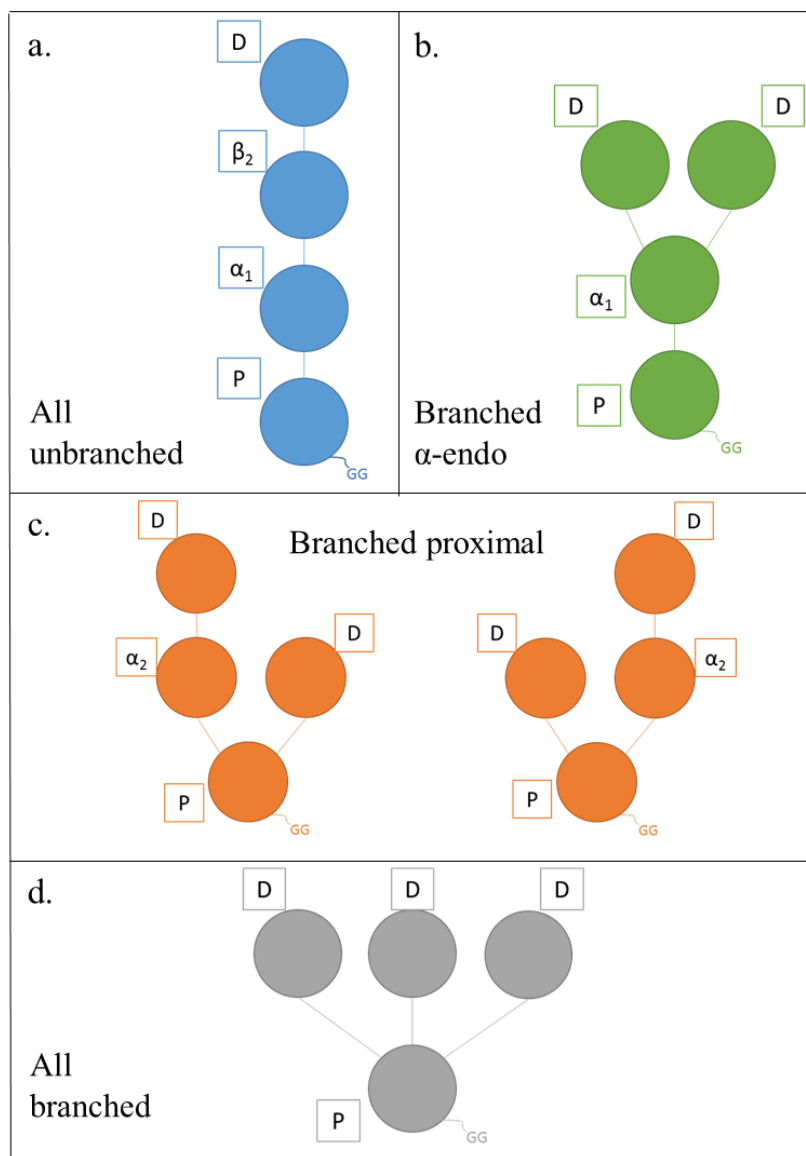 a.
D
β₂
α₁
P
All
unbranched
GG
b.
D D
α₁
P
Branched
α-endo
GG
c.
Branched proximal
D
α₂
D
P
GG
D
D
α₂
P
GG
d.
D D D
All
branched
P
GG